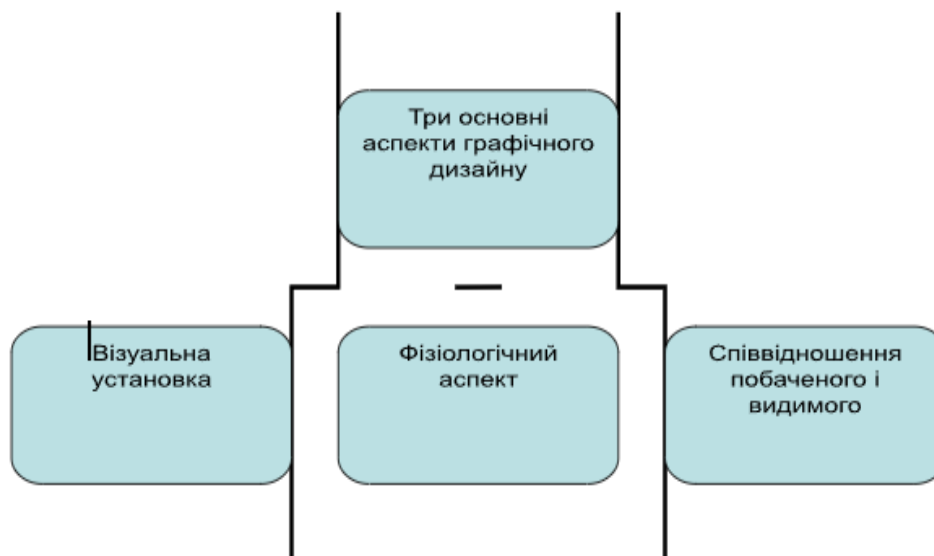 Три основні
аспекти графічного
дизайну
Візуальна
установка
Фізіологічний
аспект
Співвідношення
побаченого і
видимого